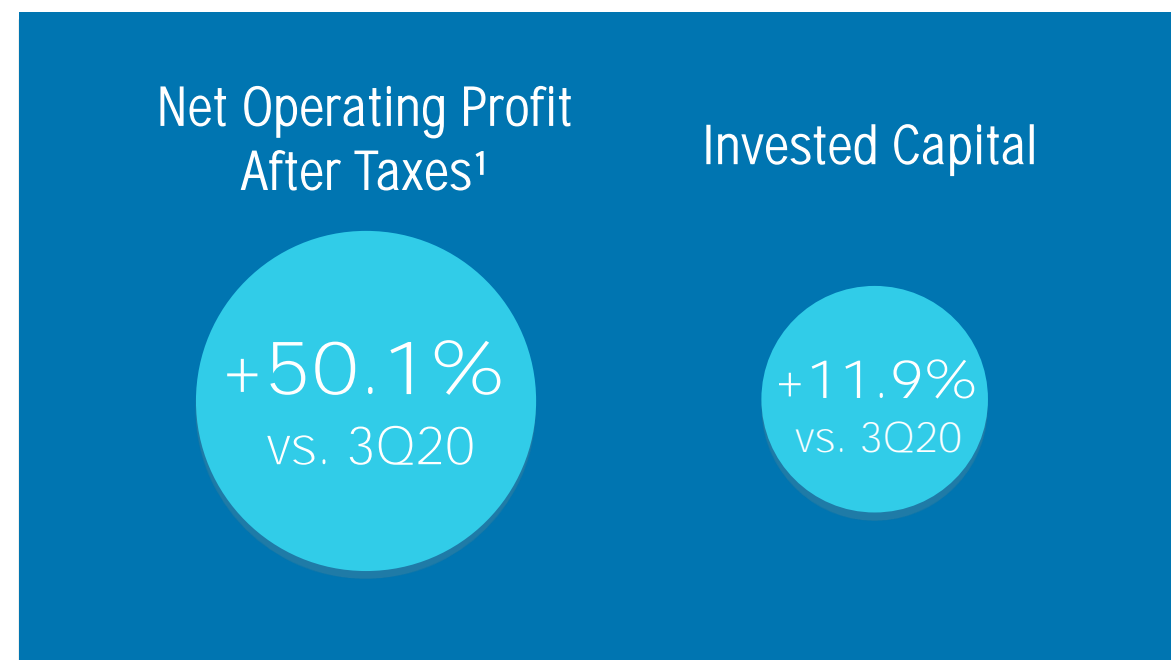 Net Operating Profit
After Taxes¹
+50.1%
vs. 3Q20
Invested Capital
+11.9%
vs. 3Q20